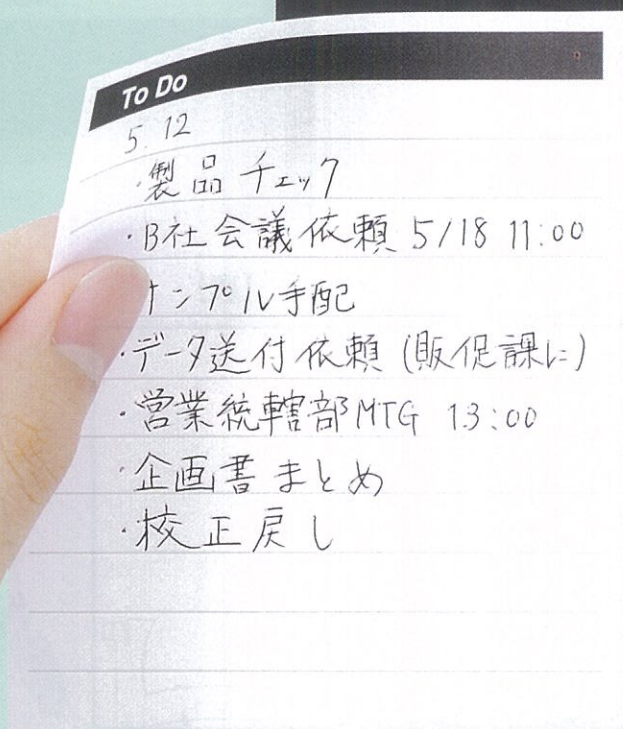 To Do
5.12
・製品チェック
・B社会議依頼 5/18 11:00
サンプル手配
・データ送付依頼 (販促課に)
・営業統轄部MTG 13:00
・企画書まとめ
・校正戻し